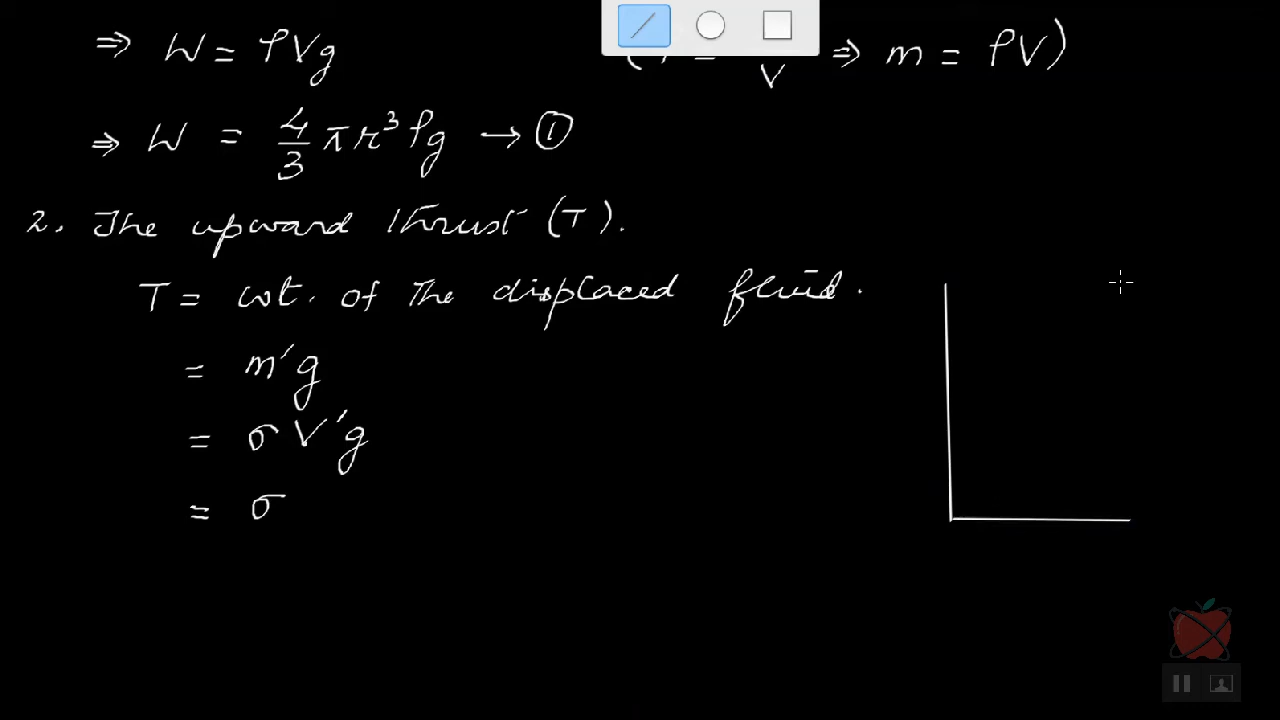 ⇒ W = ρVg (ρ = /V ⇒ m = ρV)
⇒ W = 4/3 πr³ρg → ①
2. The upward thrust (T).
T = wt. of the displaced fluid.
= m′g
= σV′g
= σ